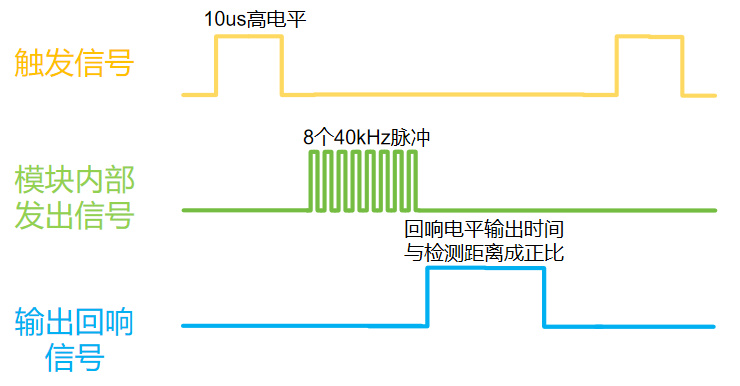 10us高电平
触发信号
8个40kHz脉冲
模块内部
发出信号
回响电平输出时间
与检测距离成正比
输出回响
信号